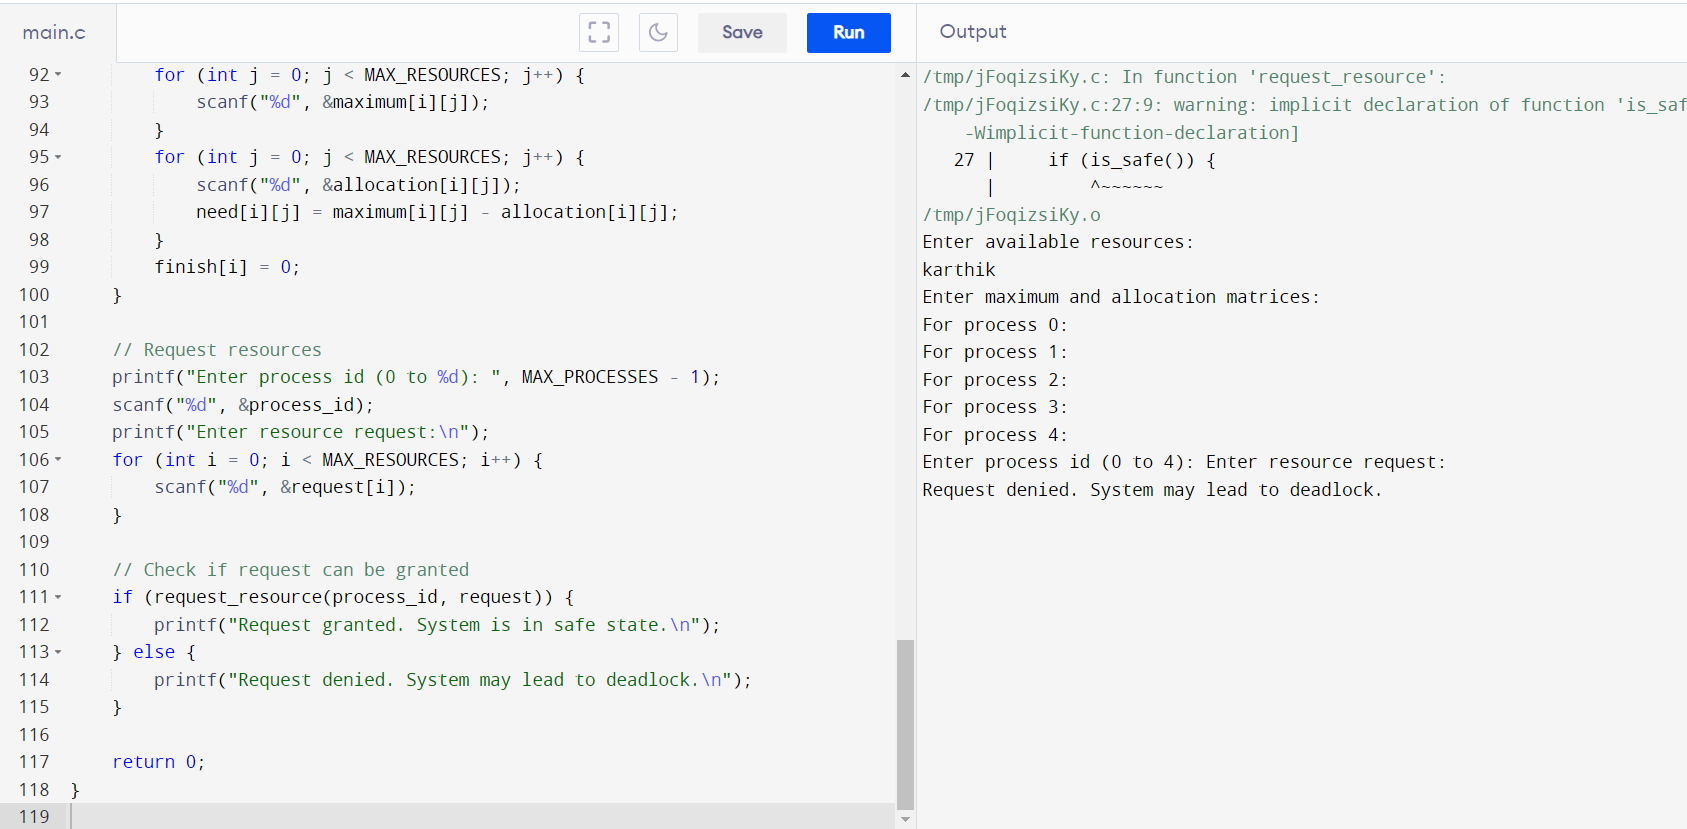 main.c
Save
Run
Output
92 for (int j = 0; j < MAX_RESOURCES; j++) {
93 scanf("%d", &maximum[i][j]);
94 }
95 for (int j = 0; j < MAX_RESOURCES; j++) {
96 scanf("%d", &allocation[i][j]);
97 need[i][j] = maximum[i][j] - allocation[i][j];
98 }
99 finish[i] = 0;
100 }
101
102 // Request resources
103 printf("Enter process id (0 to %d): ", MAX_PROCESSES - 1);
104 scanf("%d", &process_id);
105 printf("Enter resource request:\n");
106 for (int i = 0; i < MAX_RESOURCES; i++) {
107 scanf("%d", &request[i]);
108 }
109
110 // Check if request can be granted
111 if (request_resource(process_id, request)) {
112 printf("Request granted. System is in safe state.\n");
113 } else {
114 printf("Request denied. System may lead to deadlock.\n");
115 }
116
117 return 0;
118 }
119
/tmp/jFoqizsiKy.c: In function 'request_resource':
/tmp/jFoqizsiKy.c:27:9: warning: implicit declaration of function 'is_saf
-Wimplicit-function-declaration]
27 | if (is_safe()) {
| ^~~~~~~
/tmp/jFoqizsiKy.o
Enter available resources:
karthik
Enter maximum and allocation matrices:
For process 0:
For process 1:
For process 2:
For process 3:
For process 4:
Enter process id (0 to 4): Enter resource request:
Request denied. System may lead to deadlock.